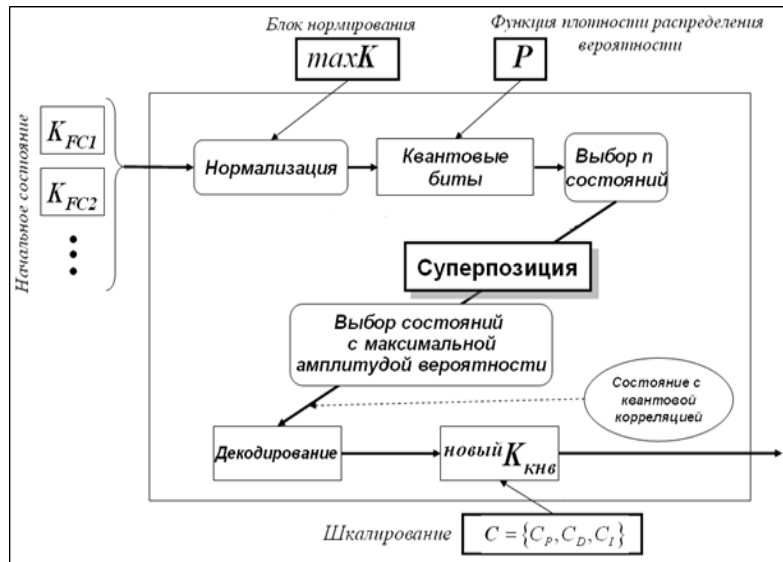 Блок нормирования
maxK
Функция плотности распределения
вероятности
P
Начальное состояние
K_FC1
K_FC2
Нормализация
Квантовые
биты
Выбор n
состояний
Суперпозиция
Выбор состояний
с максимальной
амплитудой вероятности
Состояние с
квантовой
корреляцией
Декодирование
новый K_КНВ
Шкалирование
C = {C_P, C_D, C_I}